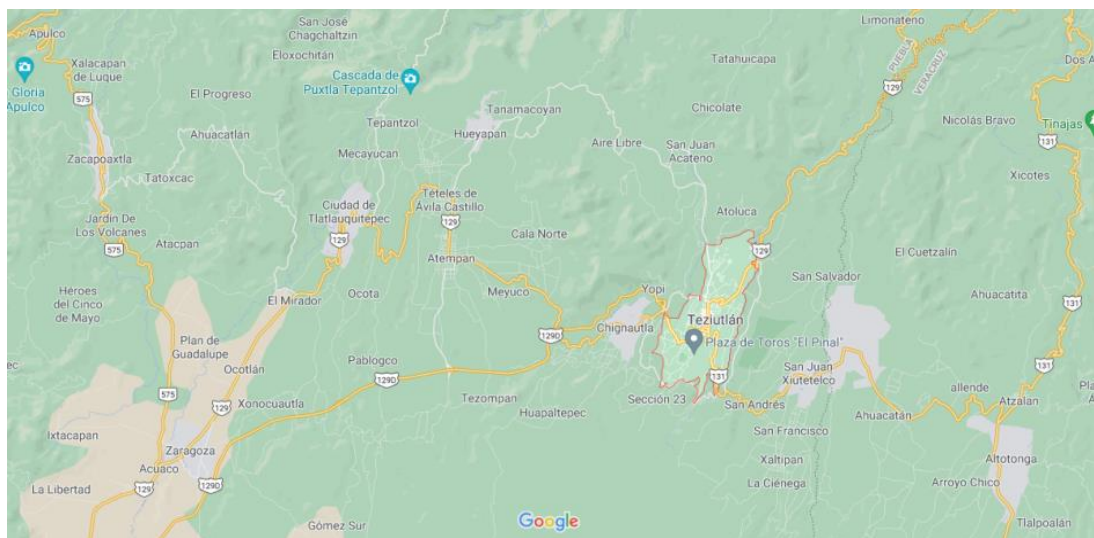 San José
Chagchaltzin
Limonateno
Apulco
Eloxochitán
Xalacapan
de Luque
Gloria
Apulco
Cascada de
Puxtla Tepantzol
Tatahuicapa
PUEBLA
VERACRUZ
Dos A
575
El Progreso
129
Tanamacoyan
Chicolate
Nicolás Bravo
Tinajas
Ahuacatlán
Tepantzol
Hueyapan
Aire Libre
San Juan
Acateno
131
Zacapoaxtla
Mecayucan
Tatoxcac
Xicotes
Ciudad de
Tlatlauquitepec
Tételes de
Ávila Castillo
Jardin De
Los Volcanes
Atacpan
129
129
Cala Norte
Atoluca
129
575
Atempan
El Cuetzalín
San Salvador
Heroes
del Cinco
de Mayo
El Mirador
Ocota
Meyuco
Yopi
Ahuacatita
131
Plan de
Guadalupe
129D
Chignautla
Teziutlán
Plaza de Toros "El Pinal"
Ocotlán
Pablogco
129D
131
San Juan
Xiutetelco
131
575
129
Xonocuautla
Tezompan
Huapaltepec
Sección 23
San Andrés
Ahuacatán
allende
Atzalan
Ixtacapan
Zaragoza
San Francisco
Acuaco
Xaltipan
Altotonga
La Libertad
129
129D
La Ciénega
Arroyo Chico
Gómez Sur
Google
Tlalpoalán